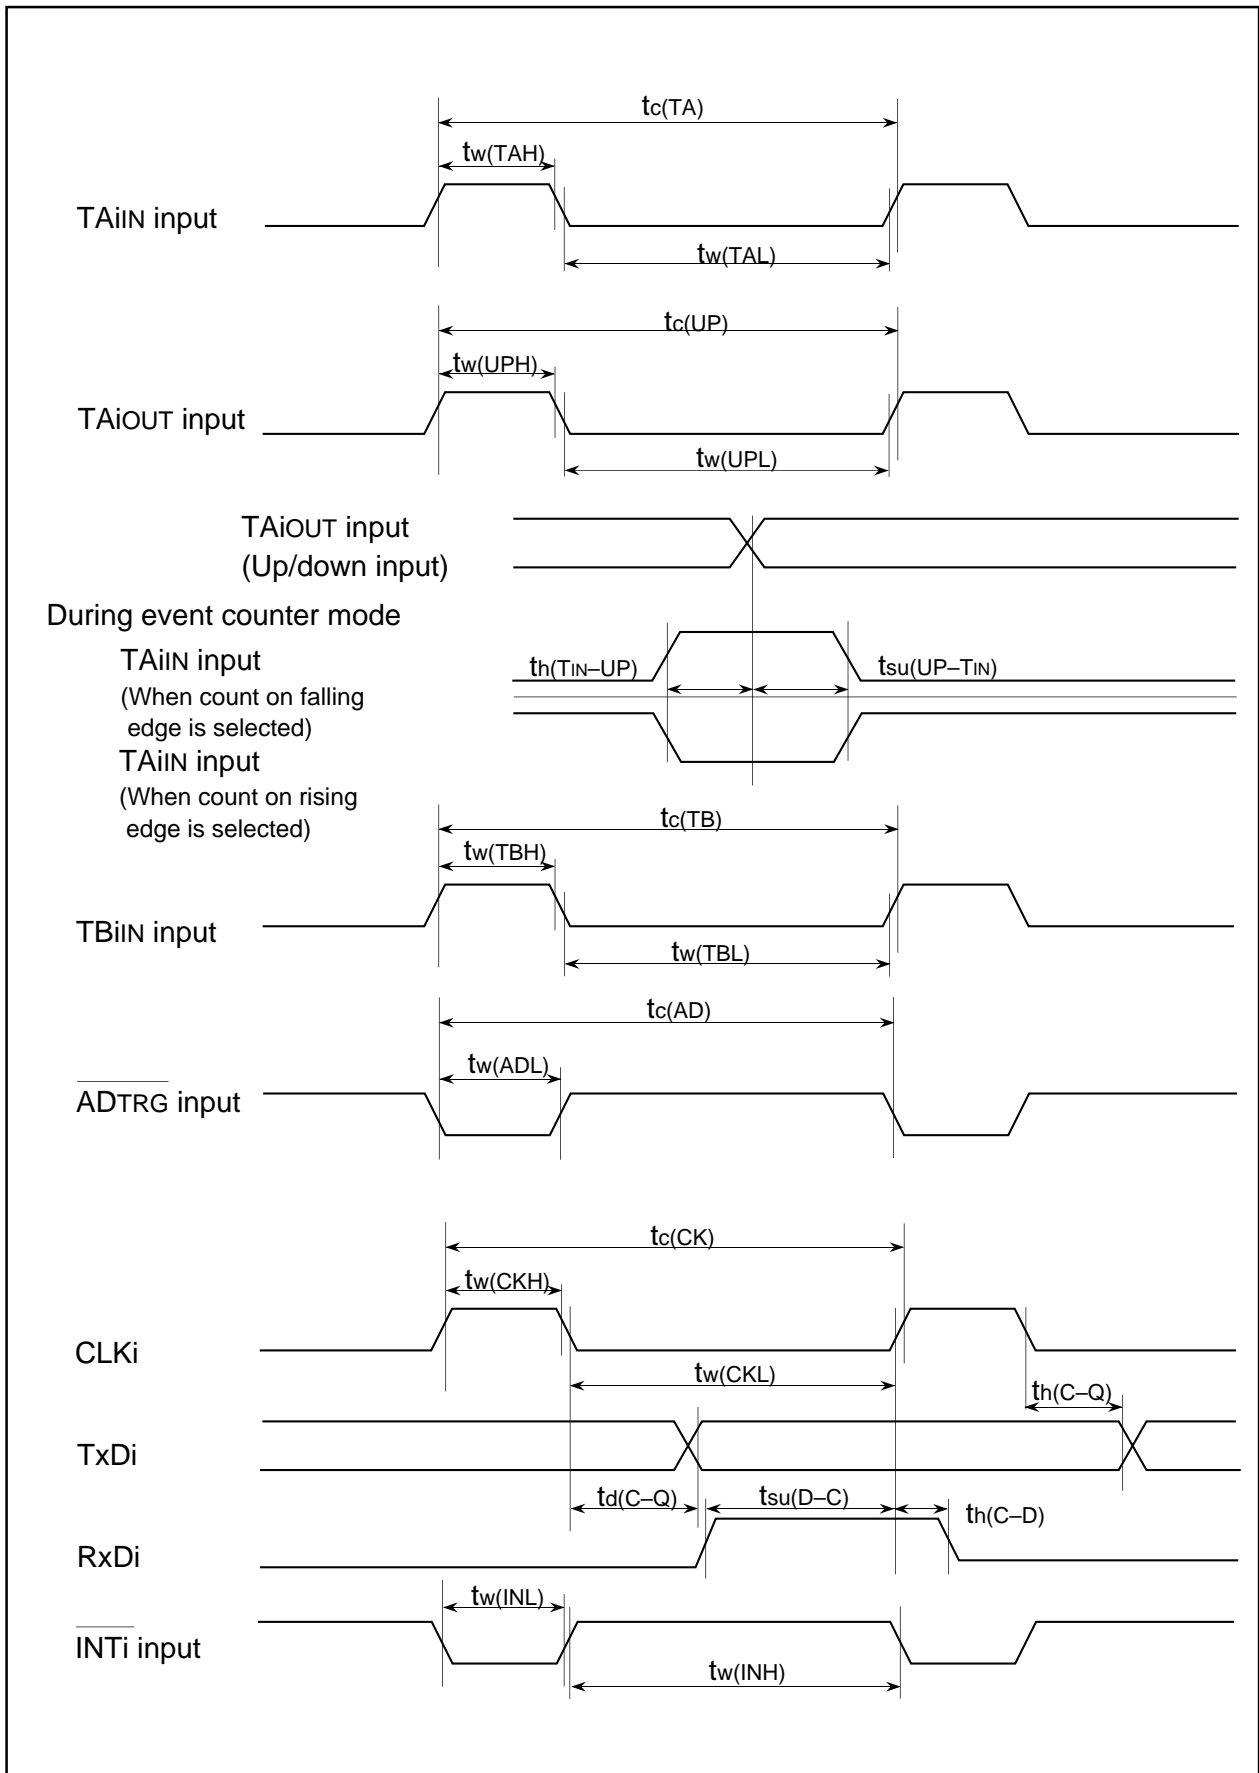 tc(TA)
tw(TAH)
TAiIN input
tw(TAL)
tc(UP)
tw(UPH)
TAiOUT input
tw(UPL)
TAiOUT input
(Up/down input)
During event counter mode
TAiIN input
(When count on falling
edge is selected)
th(TIN–UP)
tsu(UP–TIN)
TAiIN input
(When count on rising
edge is selected)
tc(TB)
tw(TBH)
TBiIN input
tw(TBL)
tc(AD)
tw(ADL)
ADTRG input
tc(CK)
tw(CKH)
CLKi
tw(CKL)
th(C–Q)
TxDi
td(C–Q)
tsu(D–C)
th(C–D)
RxDi
tw(INL)
INTi input
tw(INH)